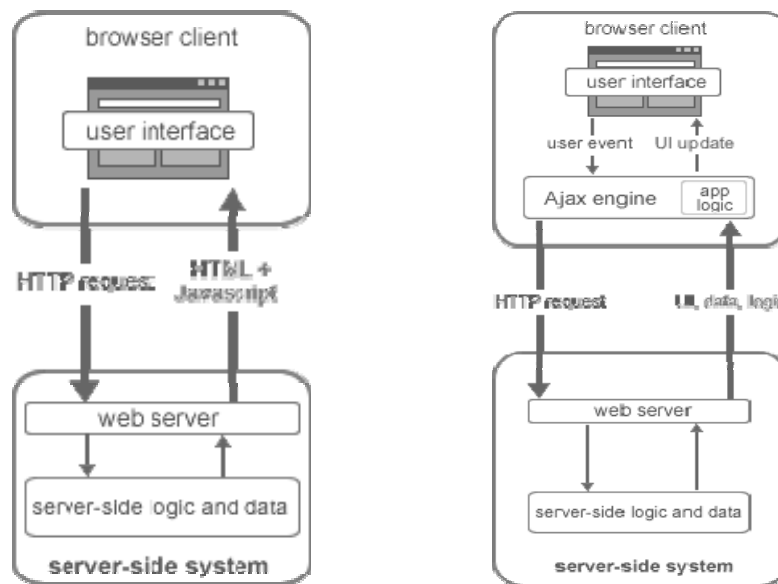 browser client
user interface
HTTP request
HTML +
Javascript
web server
server-side logic and data
server-side system
browser client
user interface
user event
UI update
Ajax engine
app
logic
HTTP request
UI, data, logic
web server
server-side logic and data
server-side system